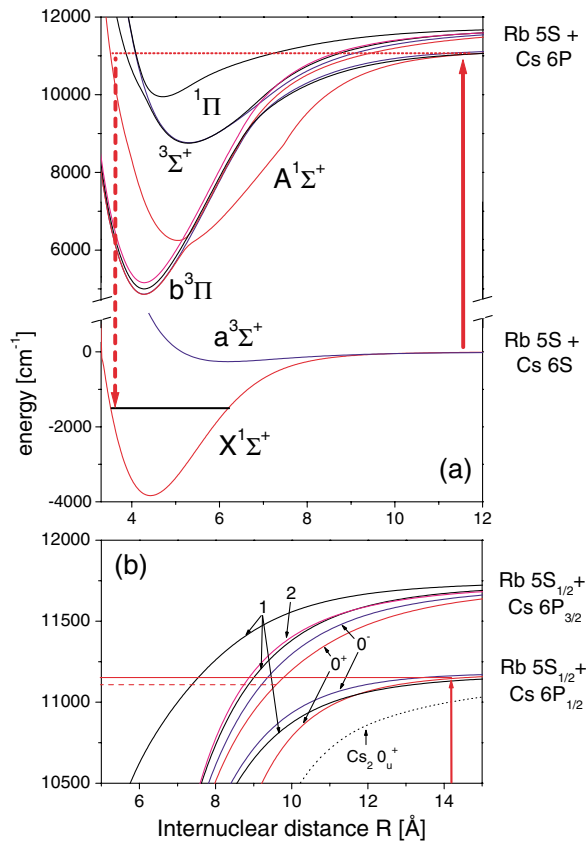 (a)
Rb 5S +
Cs 6P
12000
10000
8000
6000
0
-2000
-4000
energy [cm⁻¹]
¹Π
³Σ⁺
A¹Σ⁺
b³Π
a³Σ⁺
X¹Σ⁺
Rb 5S +
Cs 6S
4 6 8 10 12
(b)
12000
11500
11000
10500
1 2
0⁺ 0⁻
Cs₂ 0ᵤ⁺
Rb 5S₁/₂+
Cs 6P₃/₂
Rb 5S₁/₂+
Cs 6P₁/₂
6 8 10 12 14
Internuclear distance R [Å]